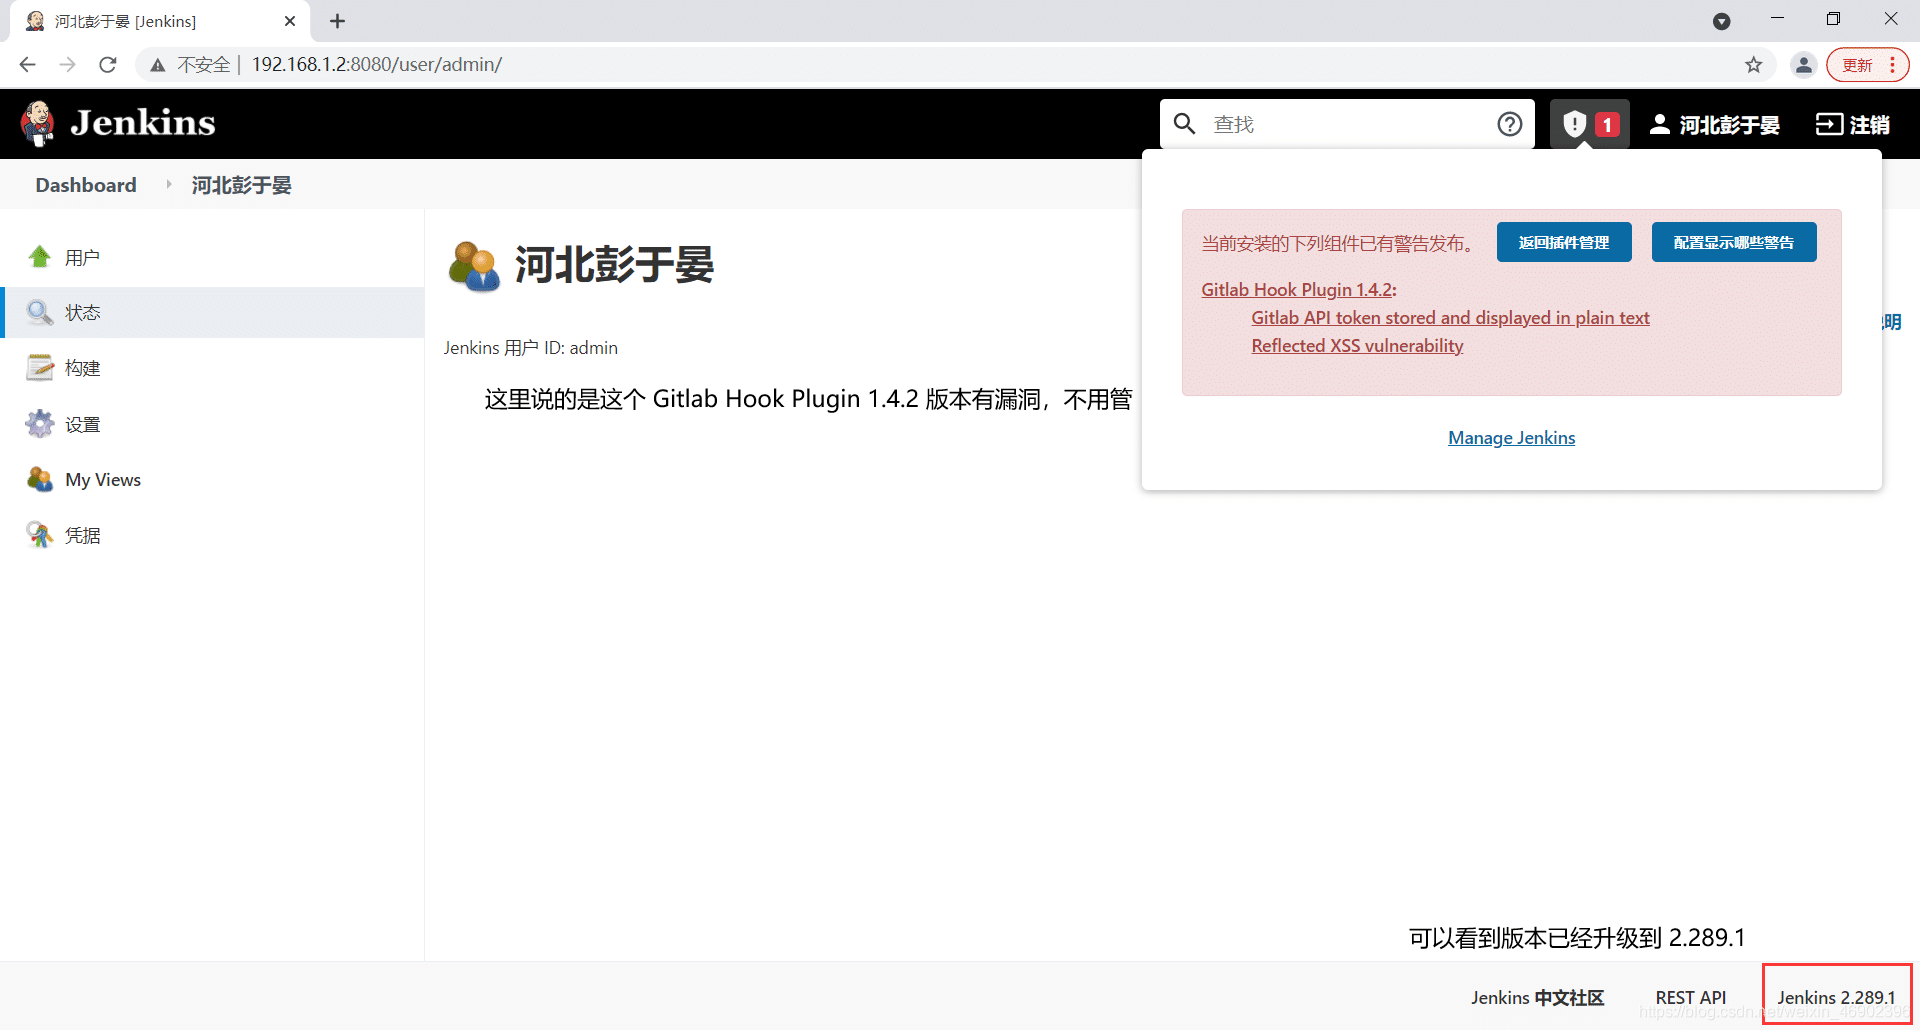 河北彭于晏 [Jenkins]
不安全 | 192.168.1.2:8080/user/admin/
更新
Jenkins
查找
1
河北彭于晏
注销
Dashboard
河北彭于晏
用户
状态
构建
设置
My Views
凭据
河北彭于晏
Jenkins 用户 ID: admin
这里说的是这个 Gitlab Hook Plugin 1.4.2 版本有漏洞，不用管
当前安装的下列组件已有警告发布。
返回插件管理
配置显示哪些警告
Gitlab Hook Plugin 1.4.2:
Gitlab API token stored and displayed in plain text
Reflected XSS vulnerability
Manage Jenkins
明
可以看到版本已经升级到 2.289.1
Jenkins 中文社区
REST API
Jenkins 2.289.1
https://blog.csdn.net/weixin_46902396